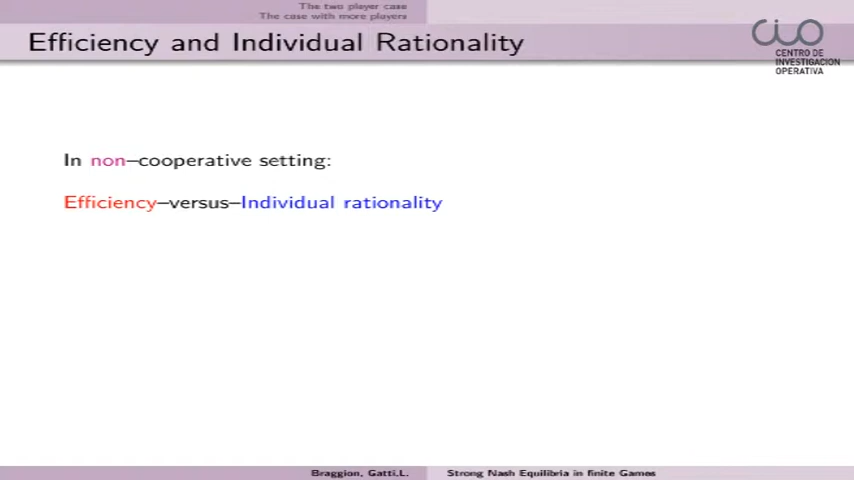 The two player case
The case with more players
Efficiency and Individual Rationality
CIO
CENTRO DE
INVESTIGACION
OPERATIVA
In non–cooperative setting:
Efficiency–versus–Individual rationality
Braggion, Gatti,L.
Strong Nash Equilibria in finite Games